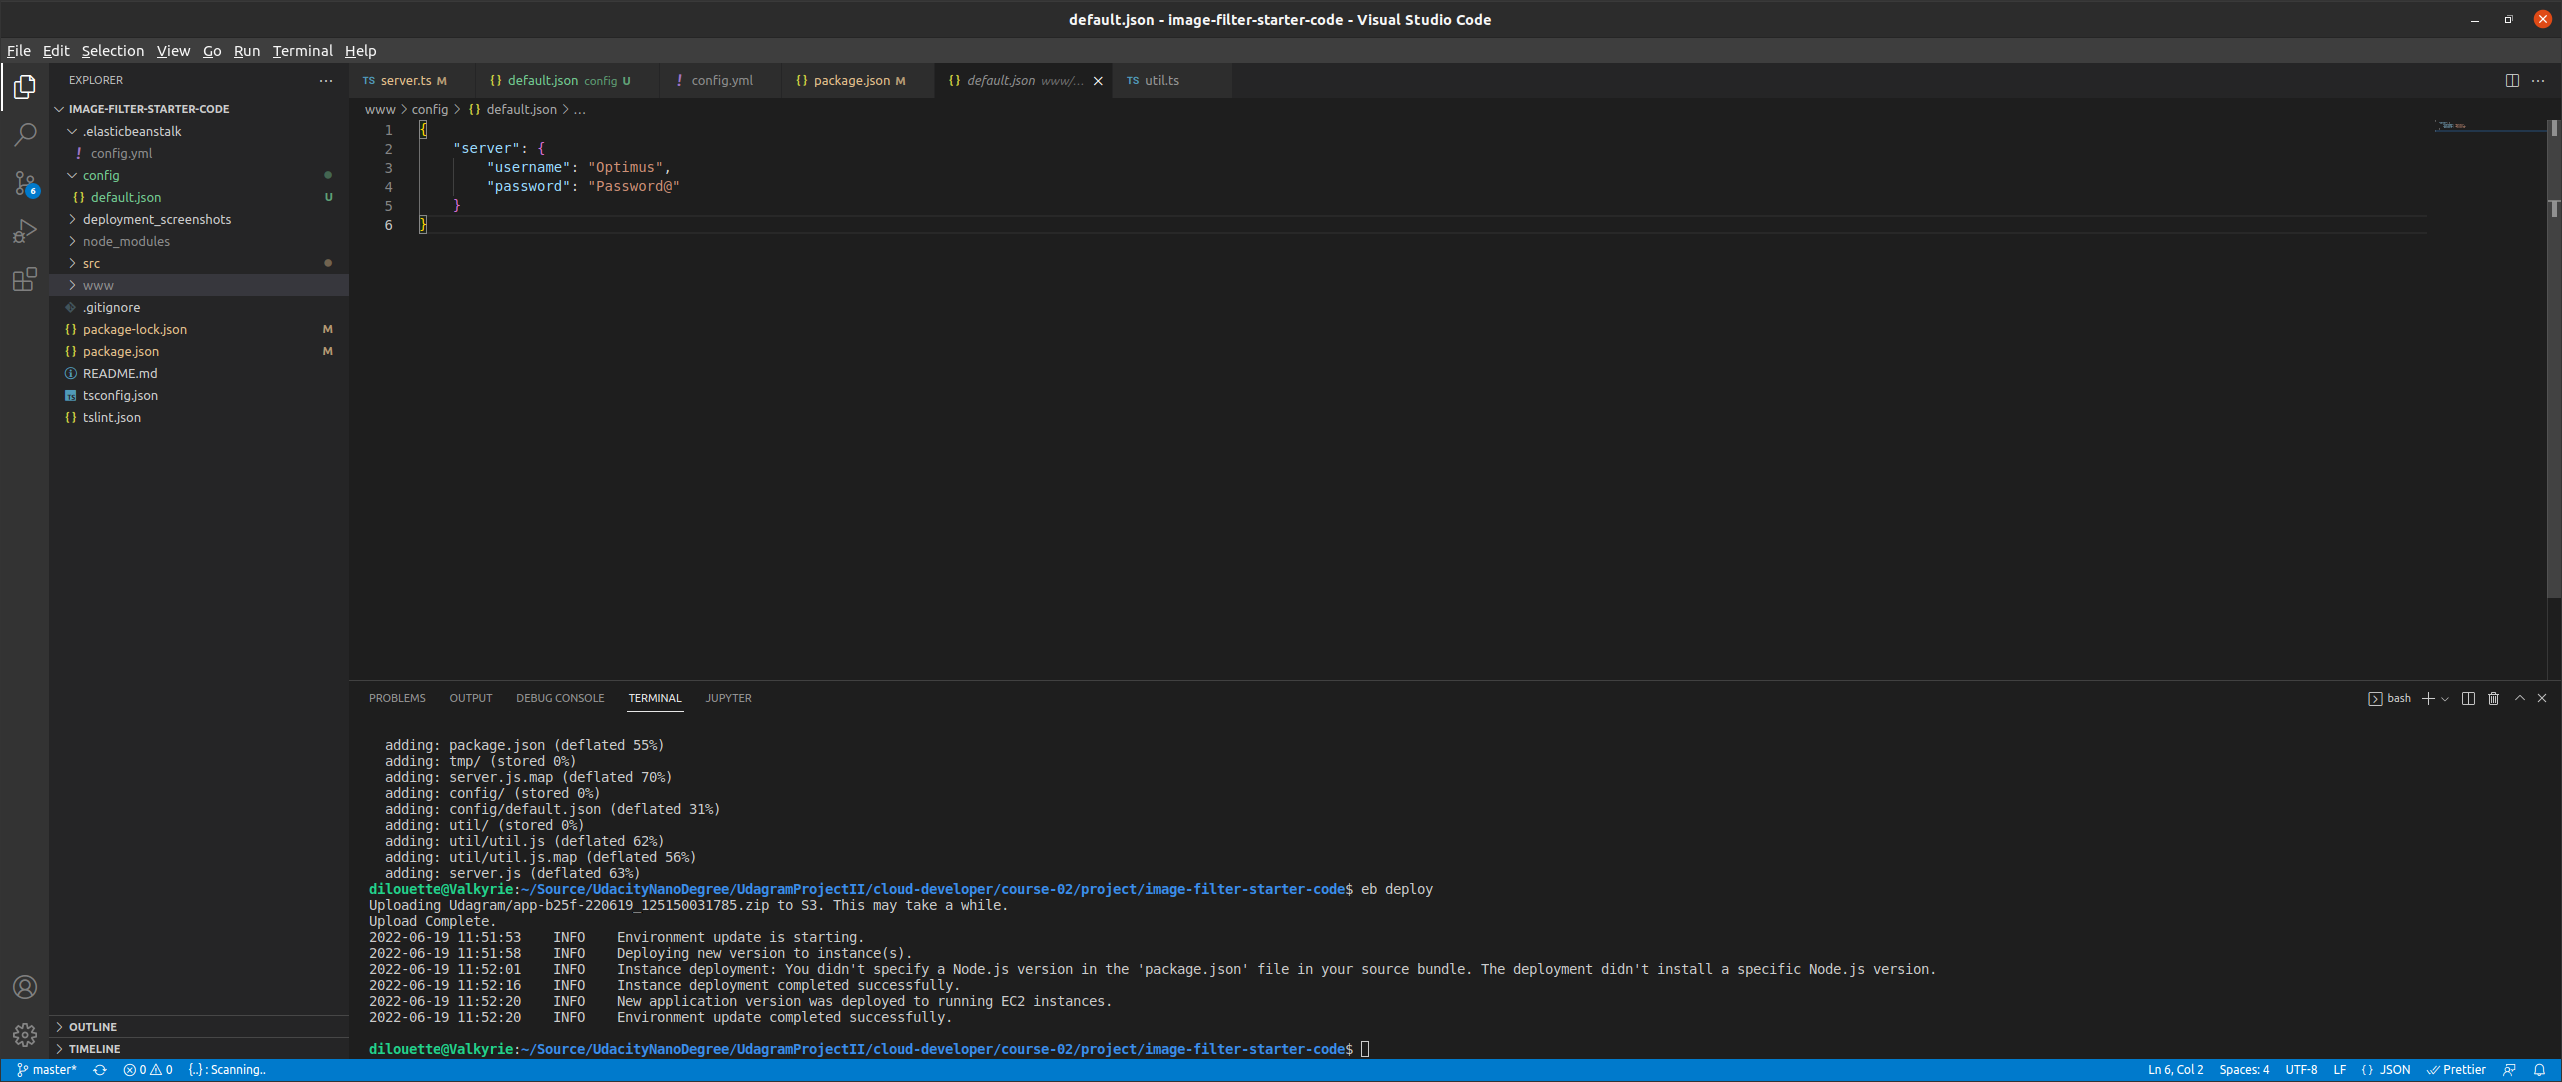 default.json - image-filter-starter-code - Visual Studio Code
File Edit Selection View Go Run Terminal Help
EXPLORER ...
IMAGE-FILTER-STARTER-CODE
.elasticbeanstalk
! config.yml
config
{} default.json U
deployment_screenshots
node_modules
src
www
.gitignore
{} package-lock.json M
{} package.json M
README.md
TS tsconfig.json
{} tslint.json
OUTLINE
TIMELINE
6
TS server.ts M {} default.json config U ! config.yml {} package.json M {} default.json www/... TS util.ts
www > config > {} default.json > ...
1 {
2 "server": {
3 "username": "Optimus",
4 "password": "Password@"
5 }
6 }
PROBLEMS OUTPUT DEBUG CONSOLE TERMINAL JUPYTER
bash
adding: package.json (deflated 55%)
adding: tmp/ (stored 0%)
adding: server.js.map (deflated 70%)
adding: config/ (stored 0%)
adding: config/default.json (deflated 31%)
adding: util/ (stored 0%)
adding: util/util.js (deflated 62%)
adding: util/util.js.map (deflated 56%)
adding: server.js (deflated 63%)
dilouette@Valkyrie:~/Source/UdacityNanoDegree/UdagramProjectII/cloud-developer/course-02/project/image-filter-starter-code$ eb deploy
Uploading Udagram/app-b25f-220619_125150031785.zip to S3. This may take a while.
Upload Complete.
2022-06-19 11:51:53 INFO Environment update is starting.
2022-06-19 11:51:58 INFO Deploying new version to instance(s).
2022-06-19 11:52:01 INFO Instance deployment: You didn't specify a Node.js version in the 'package.json' file in your source bundle. The deployment didn't install a specific Node.js version.
2022-06-19 11:52:16 INFO Instance deployment completed successfully.
2022-06-19 11:52:20 INFO New application version was deployed to running EC2 instances.
2022-06-19 11:52:20 INFO Environment update completed successfully.
dilouette@Valkyrie:~/Source/UdacityNanoDegree/UdagramProjectII/cloud-developer/course-02/project/image-filter-starter-code$
master* 0 0 {..} : Scanning.. Ln 6, Col 2 Spaces: 4 UTF-8 LF {} JSON Prettier